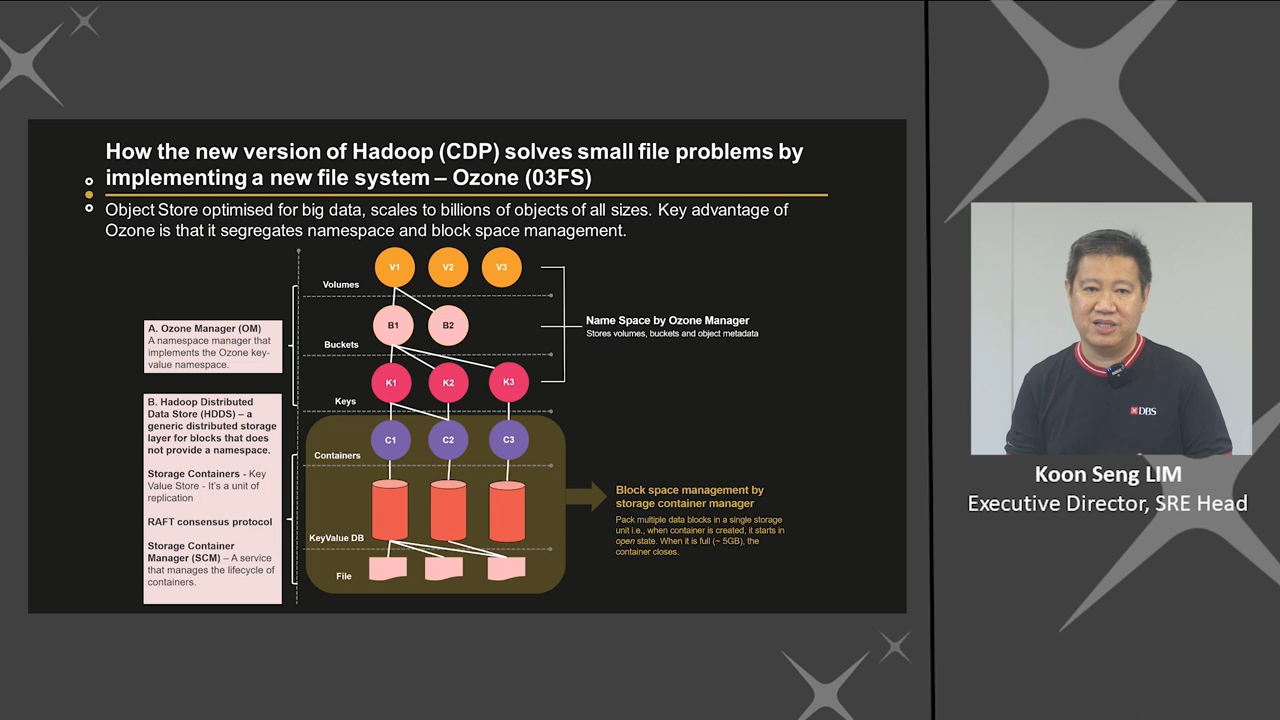 How the new version of Hadoop (CDP) solves small file problems by
implementing a new file system – Ozone (03FS)
Object Store optimised for big data, scales to billions of objects of all sizes. Key advantage of
Ozone is that it segregates namespace and block space management.
V1
V2
V3
Volumes
B1
B2
Buckets
K1
K2
K3
Keys
C1
C2
C3
Containers
KeyValue DB
File
A. Ozone Manager (OM)
A namespace manager that
implements the Ozone key-
value namespace.
B. Hadoop Distributed
Data Store (HDDS) – a
generic distributed storage
layer for blocks that does
not provide a namespace.
Storage Containers - Key
Value Store - It's a unit of
replication
RAFT consensus protocol
Storage Container
Manager (SCM) – A service
that manages the lifecycle of
containers.
Name Space by Ozone Manager
Stores volumes, buckets and object metadata
Block space management by
storage container manager
Pack multiple data blocks in a single storage
unit i.e., when container is created, it starts in
open state. When it is full (~ 5GB), the
container closes.
DBS
Koon Seng LIM
Executive Director, SRE Head